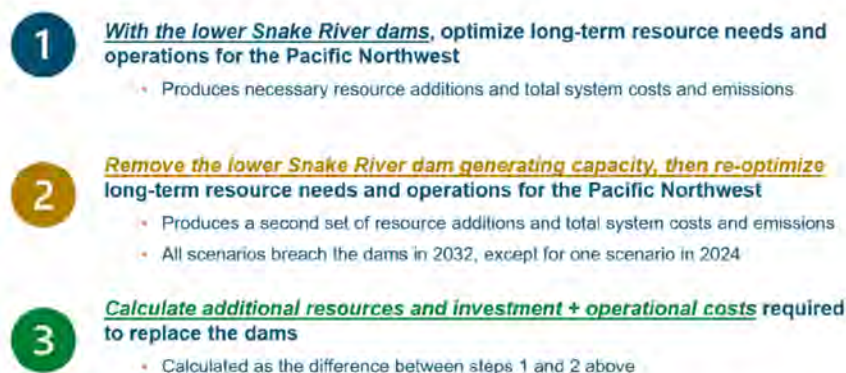 1
With the lower Snake River dams, optimize long-term resource needs and
operations for the Pacific Northwest
• Produces necessary resource additions and total system costs and emissions
2
Remove the lower Snake River dam generating capacity, then re-optimize
long-term resource needs and operations for the Pacific Northwest
• Produces a second set of resource additions and total system costs and emissions
• All scenarios breach the dams in 2032, except for one scenario in 2024
3
Calculate additional resources and investment + operational costs required
to replace the dams
• Calculated as the difference between steps 1 and 2 above